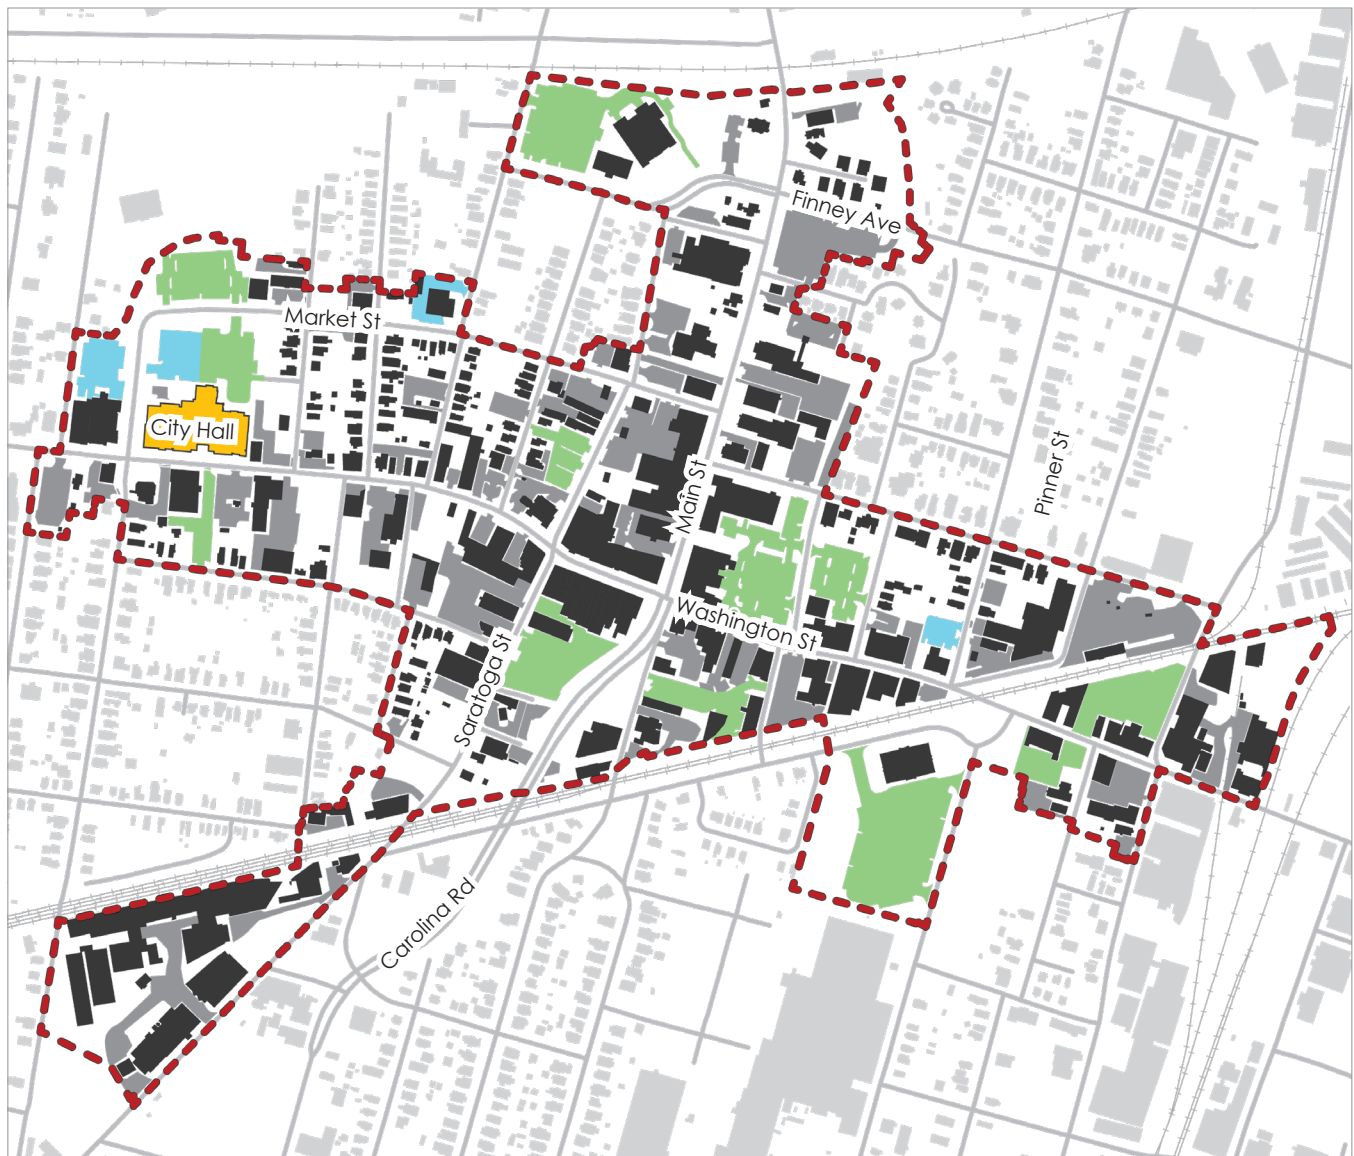 Finney Ave
Market St
City Hall
Main St
Pinner St
Washington St
Saratoga St
Carolina Rd